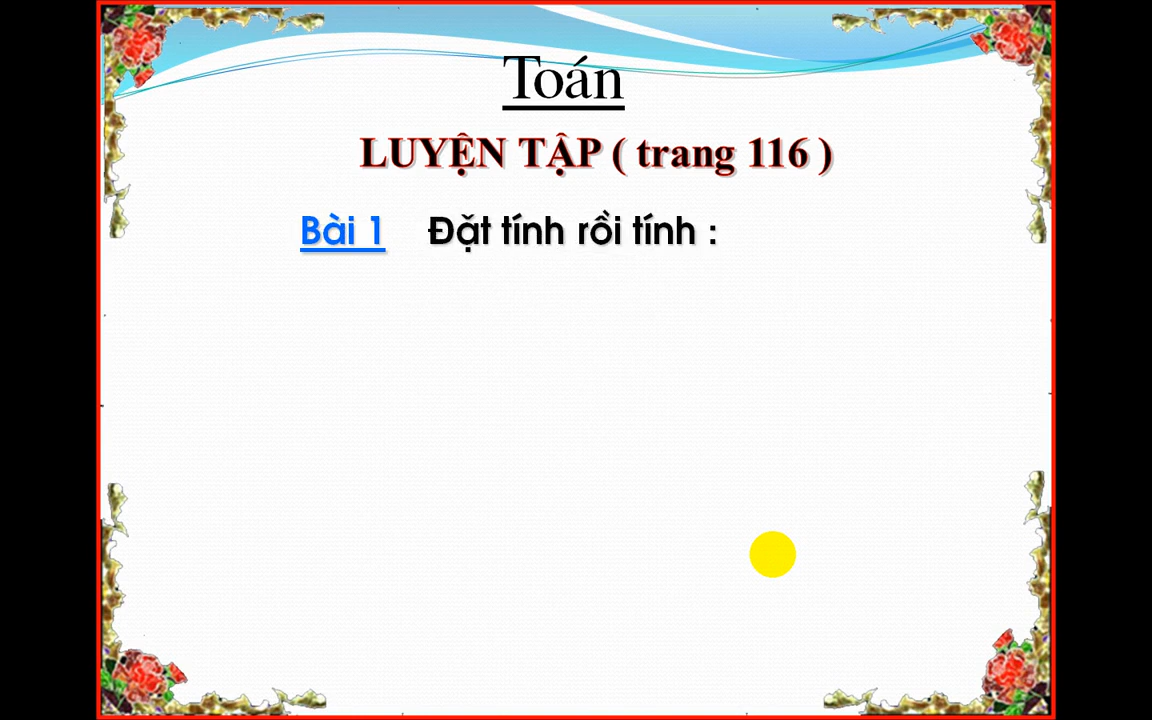 Toán
LUYỆN TẬP ( trang 116 )
Bài 1 Đặt tính rồi tính :